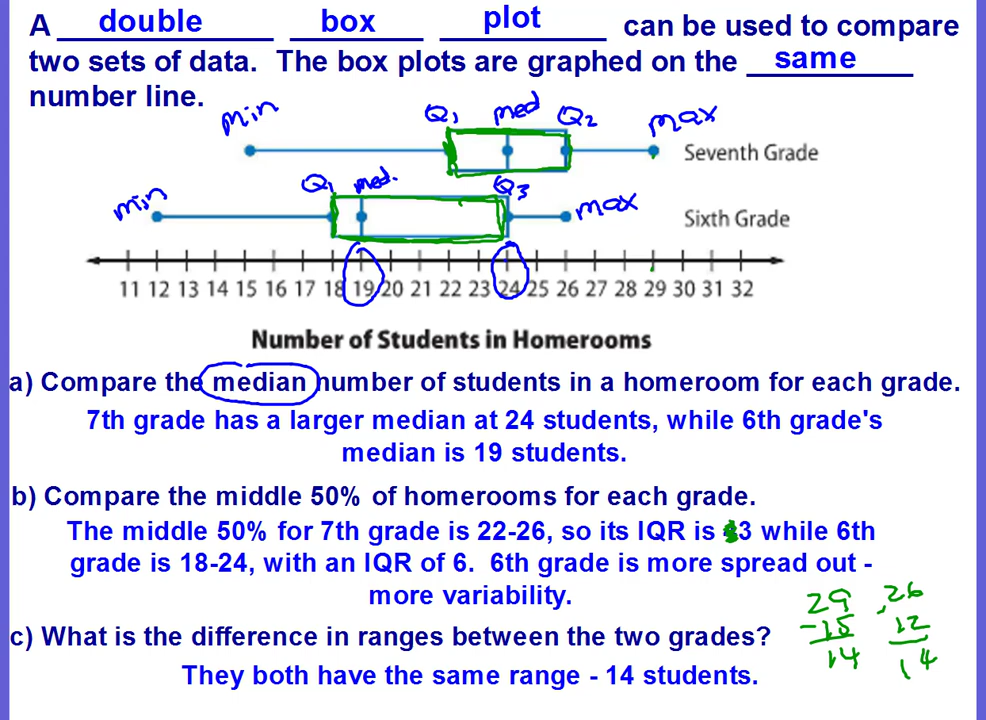 A double box plot can be used to compare
two sets of data. The box plots are graphed on the same
number line.
min Q1 med Q2 max
Seventh Grade
min Q1 med. Q3 max
Sixth Grade
11 12 13 14 15 16 17 18 19 20 21 22 23 24 25 26 27 28 29 30 31 32
Number of Students in Homerooms
a) Compare the median number of students in a homeroom for each grade.
7th grade has a larger median at 24 students, while 6th grade's
median is 19 students.
b) Compare the middle 50% of homerooms for each grade.
The middle 50% for 7th grade is 22-26, so its IQR is 3 while 6th
grade is 18-24, with an IQR of 6. 6th grade is more spread out -
more variability.
29 26
-15 12
14 14
c) What is the difference in ranges between the two grades?
They both have the same range - 14 students.